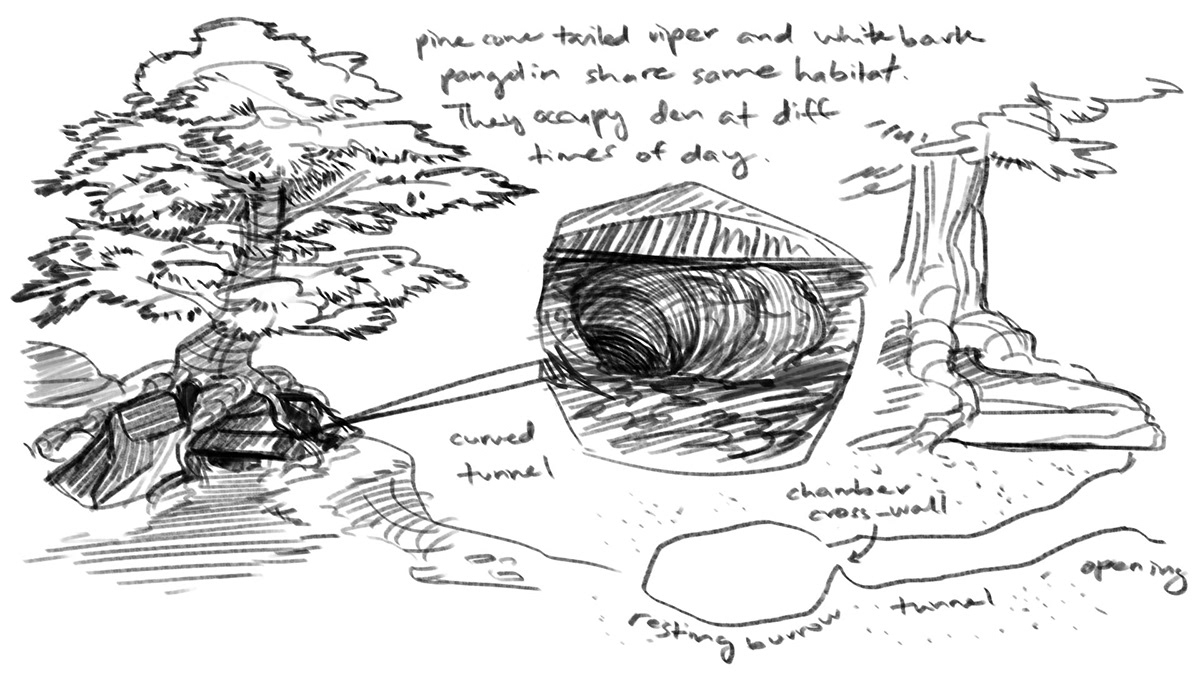 pine cone tailed viper and whitebark
pangolin share same habitat.
They occupy den at diff
times of day.
curved
tunnel
chamber
cross-wall
opening
tunnel
resting burrow